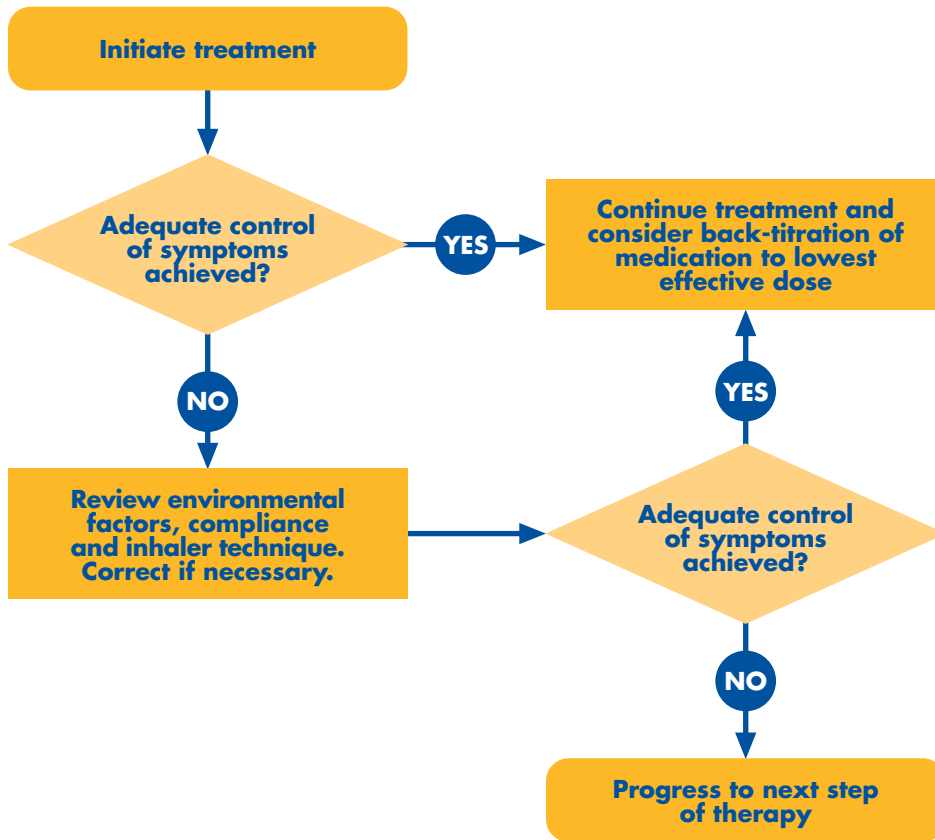 Initiate treatment
Adequate control
of symptoms
achieved?
YES
Continue treatment and
consider back-titration of
medication to lowest
effective dose
NO
Review environmental
factors, compliance
and inhaler technique.
Correct if necessary.
YES
Adequate control
of symptoms
achieved?
NO
Progress to next step
of therapy